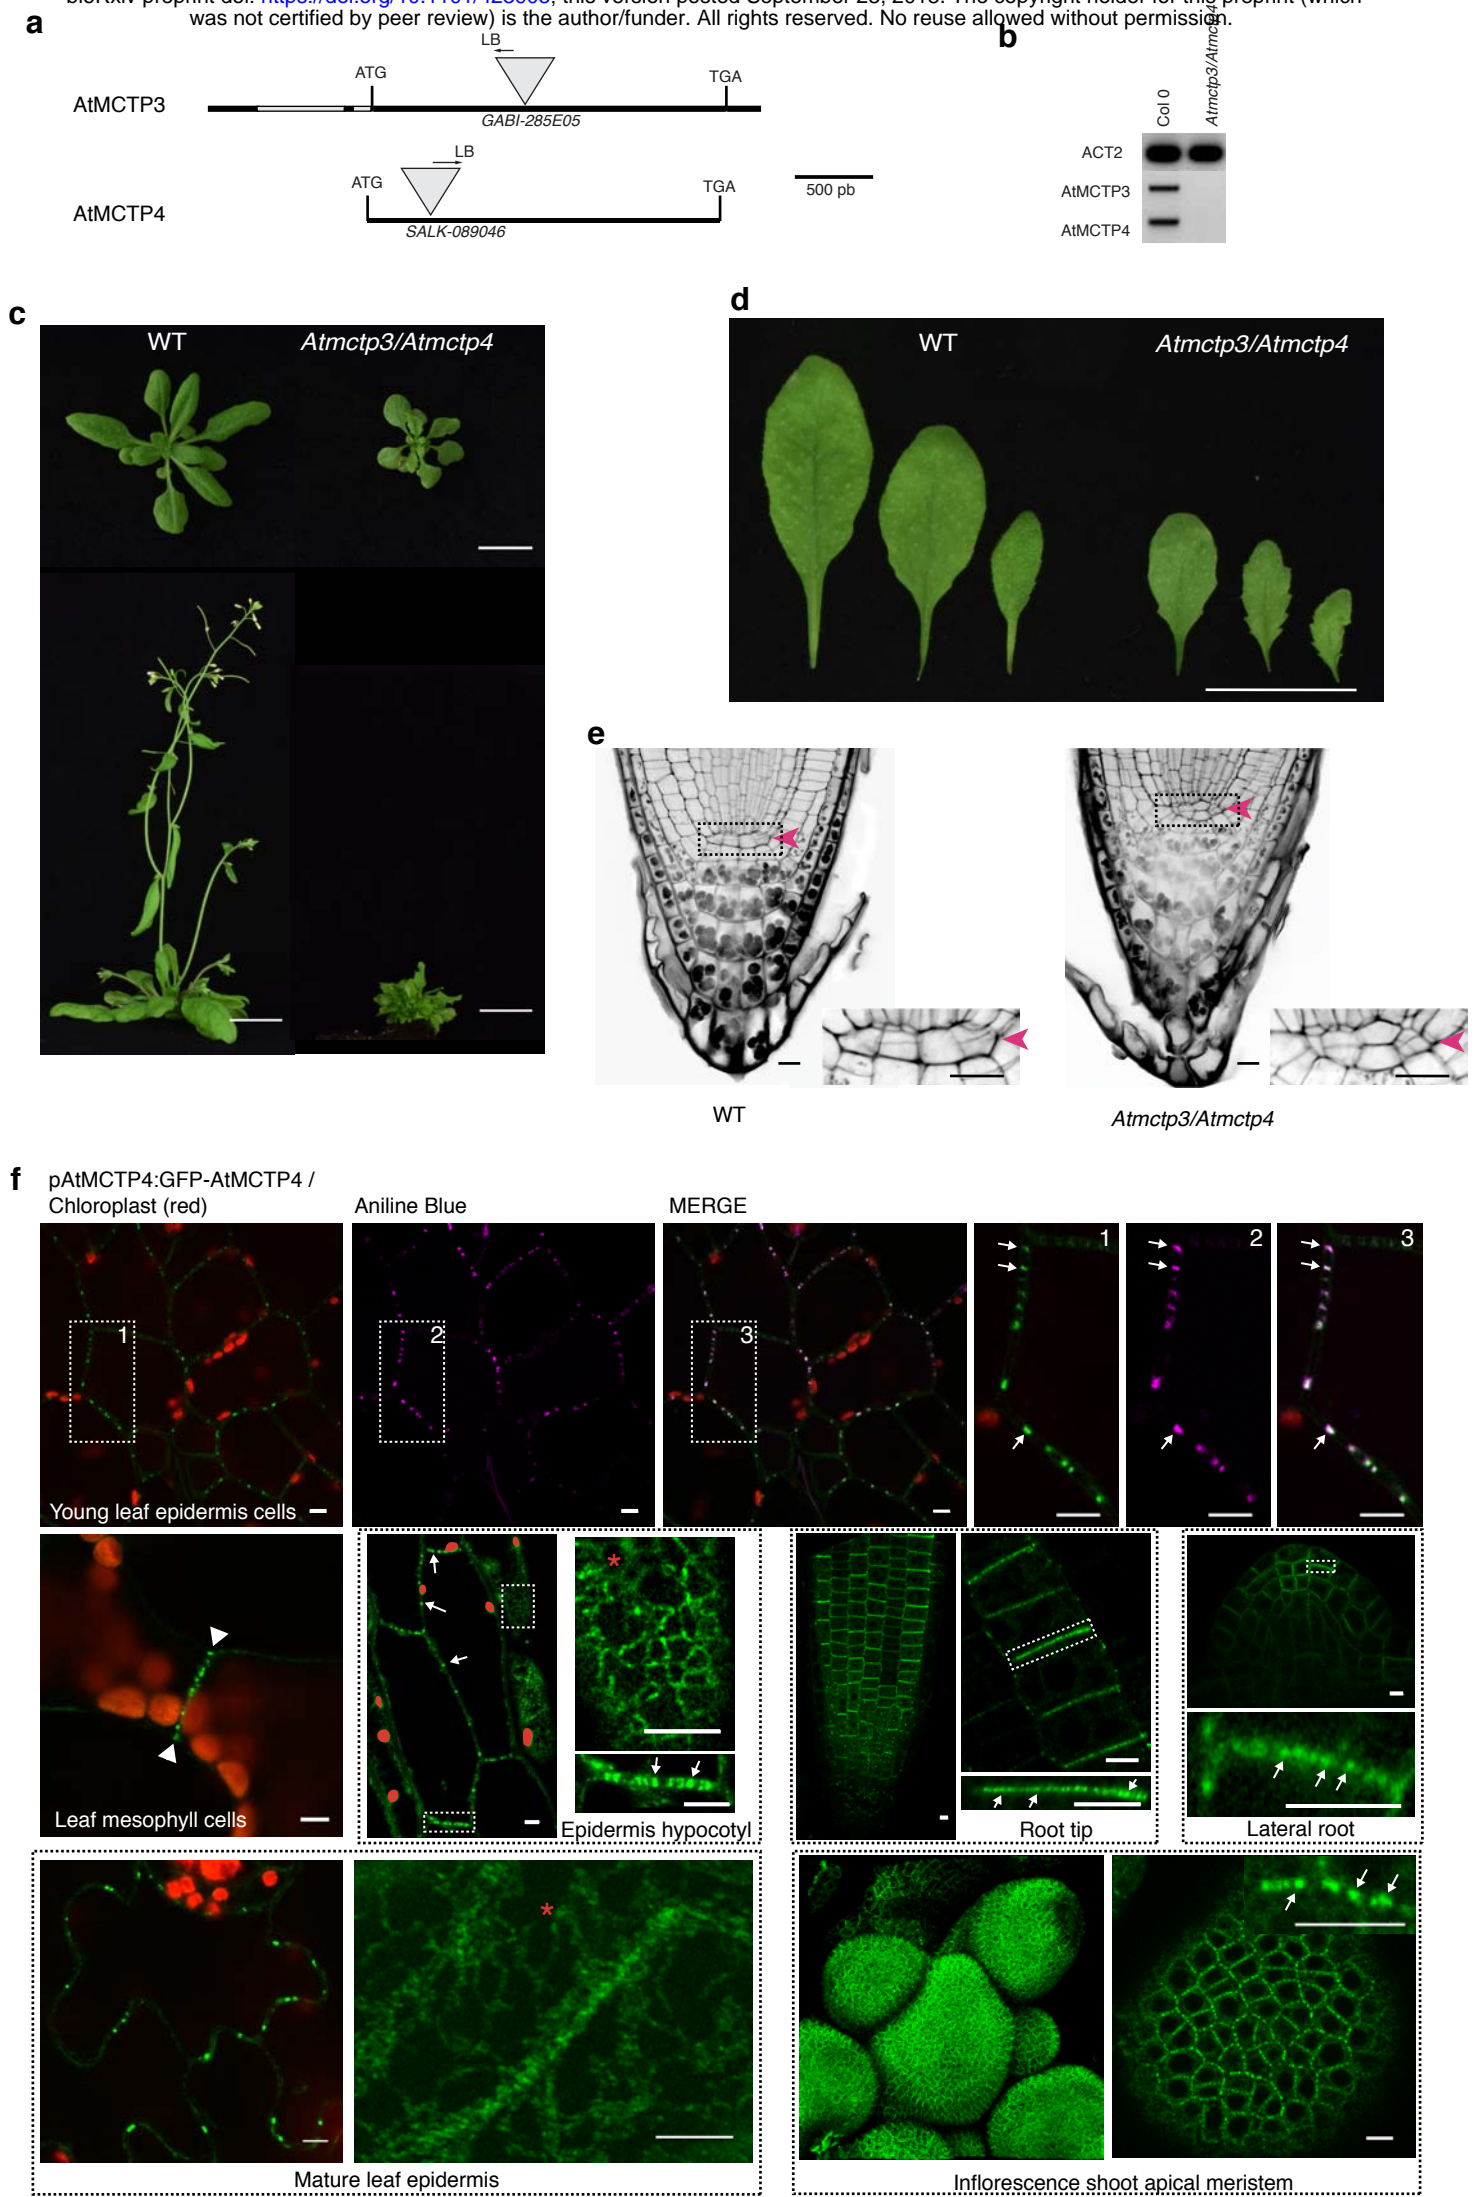 was not certified by peer review) is the author/funder. All rights reserved. No reuse allowed without permission.
a
b
LB
ATG
TGA
AtMCTP3
GABI-285E05
LB
ATG
TGA
AtMCTP4
SALK-089046
500 pb
Col 0
Atmctp3/Atmctp4
ACT2
AtMCTP3
AtMCTP4
c
WT
Atmctp3/Atmctp4
d
WT
Atmctp3/Atmctp4
e
WT
Atmctp3/Atmctp4
f
pAtMCTP4:GFP-AtMCTP4 /
Chloroplast (red)
Aniline Blue
MERGE
1
2
3
1
2
3
Young leaf epidermis cells
*
Leaf mesophyll cells
Epidermis hypocotyl
Root tip
Lateral root
*
Mature leaf epidermis
Inflorescence shoot apical meristem